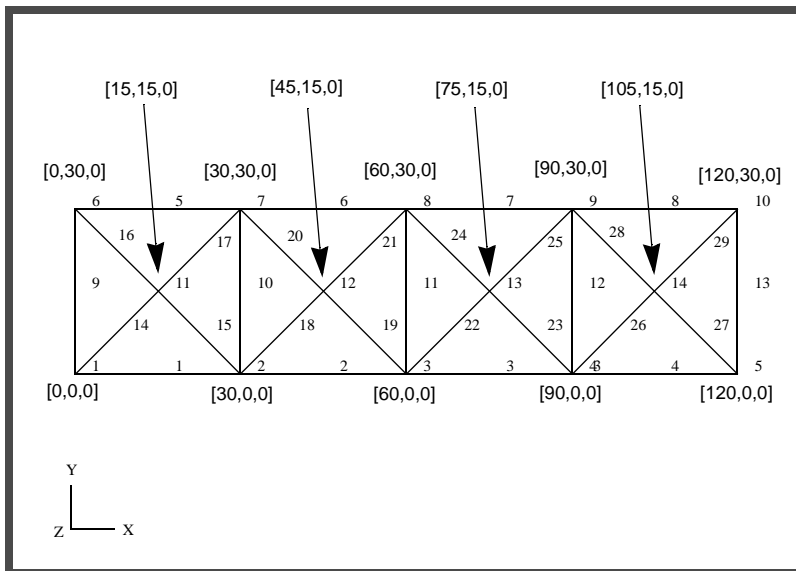 [15,15,0] [45,15,0] [75,15,0] [105,15,0]
[0,30,0] [30,30,0] [60,30,0] [90,30,0] [120,30,0]
6 5 7 6 8 7 9 8 10
16 17 20 21 24 25 28 29
9 11 10 12 11 13 12 14 13
14 15 18 19 22 23 26 27
1 1 2 2 3 3 4 4 5
[0,0,0] [30,0,0] [60,0,0] [90,0,0] [120,0,0]
Y
Z X